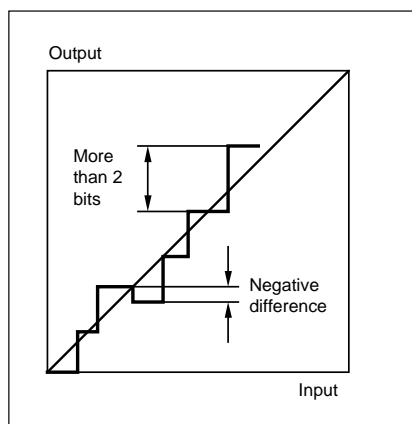 Output
More
than 2
bits
Negative
difference
Input